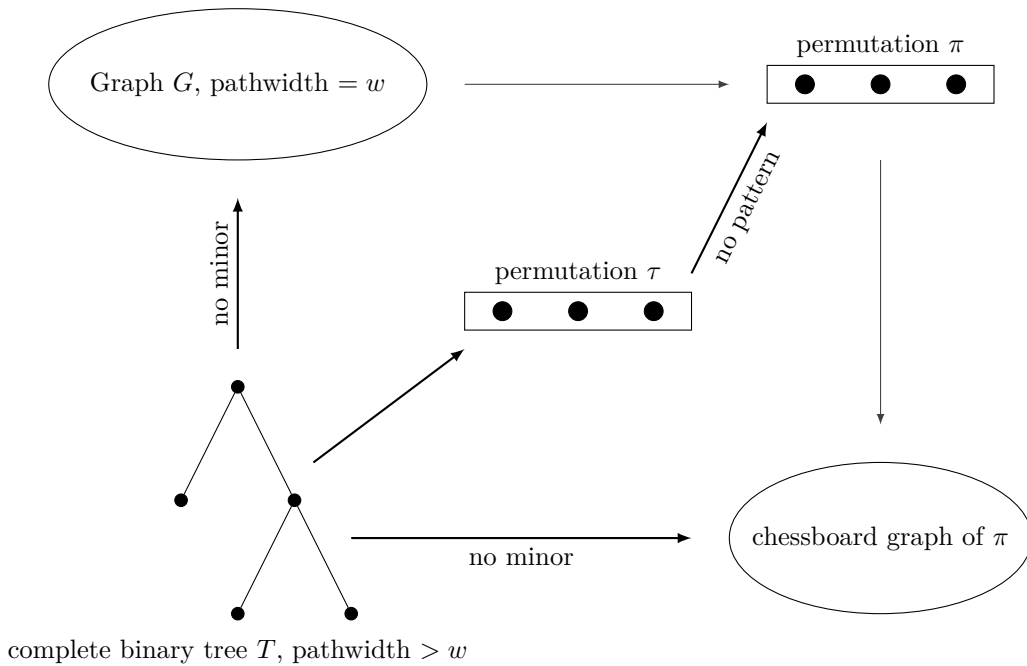 permutation π
Graph G, pathwidth = w
no pattern
no minor
permutation τ
chessboard graph of π
no minor
complete binary tree T, pathwidth > w